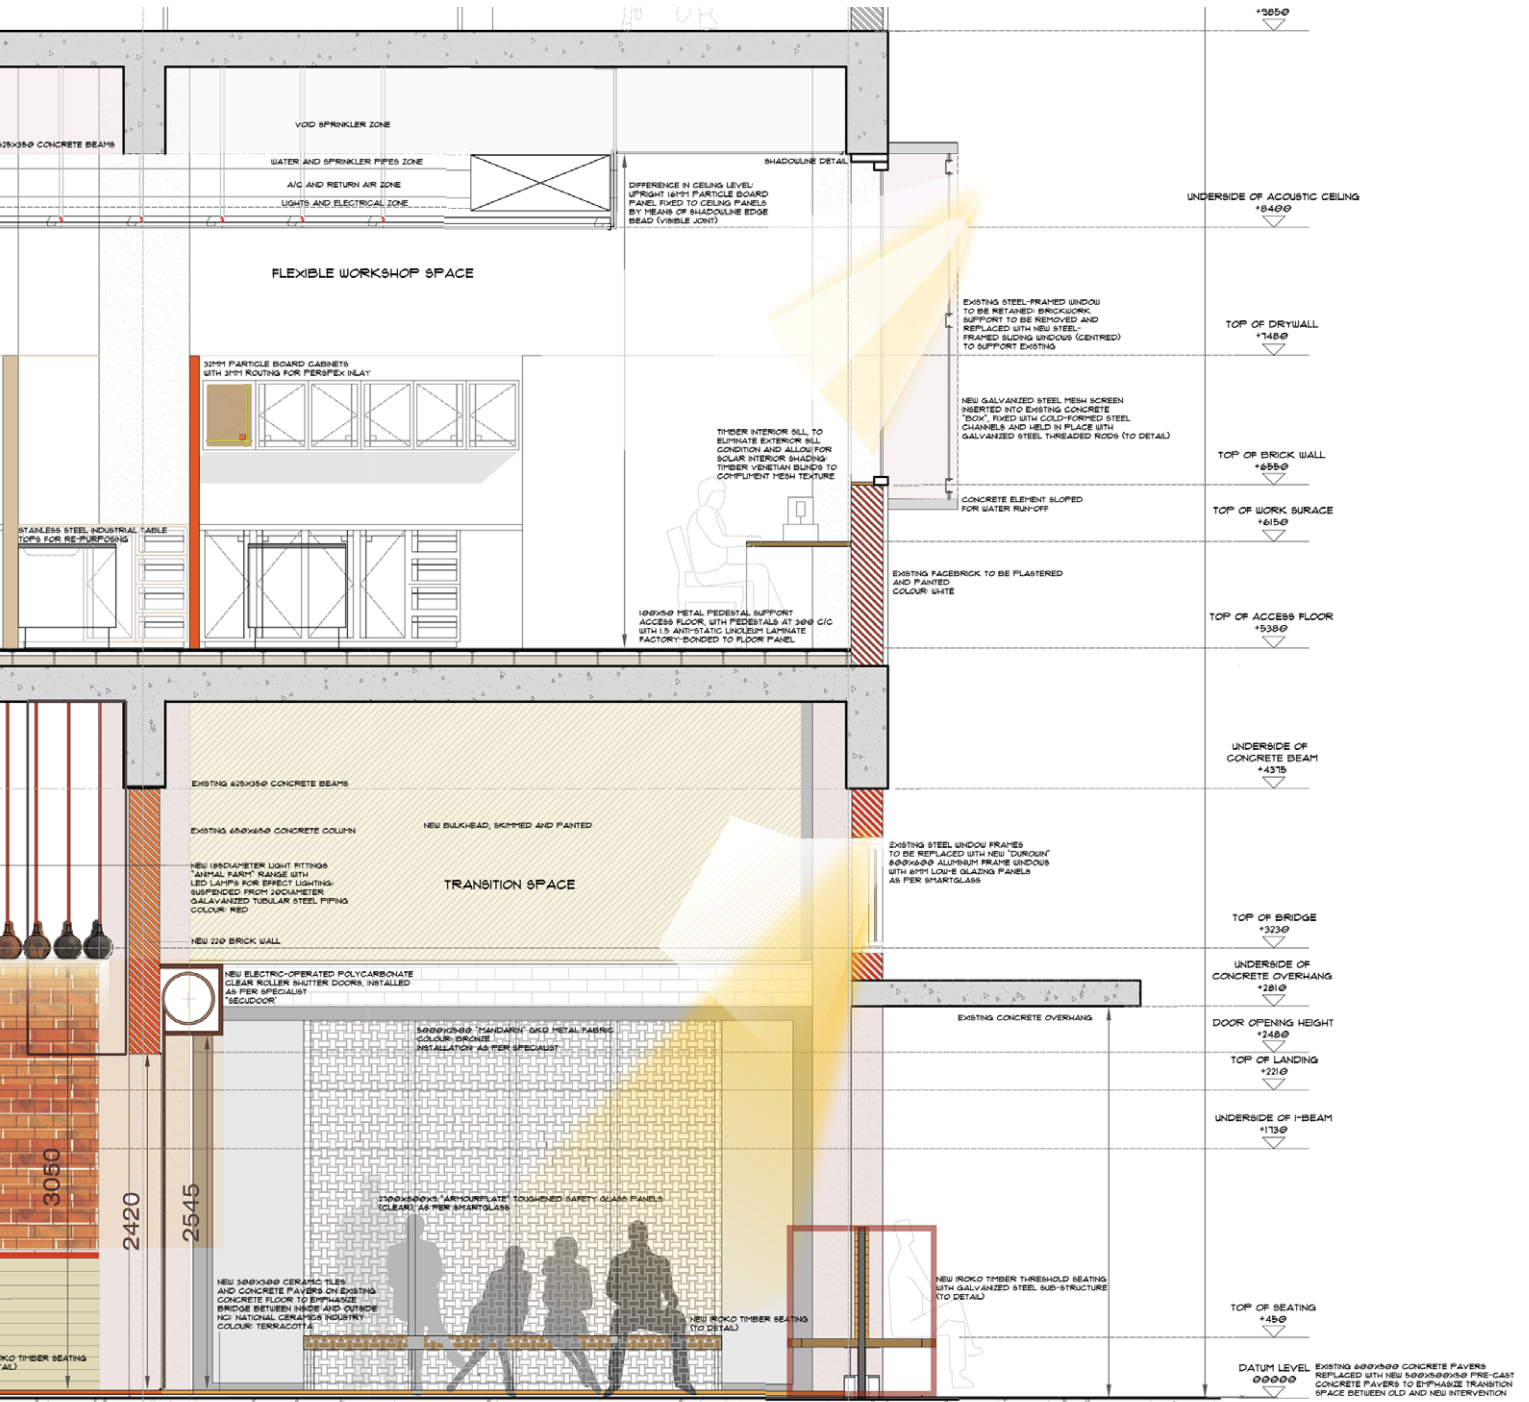 +9850
VOID SPRINKLER ZONE
625X350 CONCRETE BEAMS
WATER AND SPRINKLER PIPES ZONE
A/C AND RETURN AIR ZONE
LIGHTS AND ELECTRICAL ZONE
SHADOWLINE DETAIL
DIFFERENCE IN CEILING LEVEL:
UPRIGHT 16MM PARTICLE BOARD
PANEL FIXED TO CEILING PANELS
BY MEANS OF SHADOWLINE EDGE
BEAD (VISIBLE JOINT)
UNDERSIDE OF ACOUSTIC CEILING
+8400
FLEXIBLE WORKSHOP SPACE
EXISTING STEEL-FRAMED WINDOW
TO BE RETAINED: BRICKWORK
SUPPORT TO BE REMOVED AND
REPLACED WITH NEW STEEL-
FRAMED SLIDING WINDOWS (CENTRED)
TO SUPPORT EXISTING
TOP OF DRYWALL
+7480
32MM PARTICLE BOARD CABINETS
WITH 3MM ROUTING FOR PERSPEX INLAY
NEW GALVANIZED STEEL MESH SCREEN
INSERTED INTO EXISTING CONCRETE
"BOX", FIXED WITH COLD-FORMED STEEL
CHANNELS AND HELD IN PLACE WITH
GALVANIZED STEEL THREADED RODS (TO DETAIL)
TIMBER INTERIOR SILL, TO
ELIMINATE EXTERIOR SILL
CONDITION AND ALLOW FOR
SOLAR INTERIOR SHADING:
TIMBER VENETIAN BLINDS TO
COMPLIMENT MESH TEXTURE
TOP OF BRICK WALL
+6550
CONCRETE ELEMENT SLOPED
FOR WATER RUN-OFF
TOP OF WORK SURACE
+6150
STAINLESS STEEL INDUSTRIAL TABLE
TOPS FOR RE-PURPOSING
EXISTING FACEBRICK TO BE PLASTERED
AND PAINTED
COLOUR: WHITE
100X50 METAL PEDESTAL SUPPORT
ACCESS FLOOR, WITH PEDESTALS AT 300 C/C
WITH 1.5 ANTI-STATIC LINOLEUM LAMINATE
FACTORY-BONDED TO FLOOR PANEL
TOP OF ACCESS FLOOR
+5380
UNDERSIDE OF
CONCRETE BEAM
+4375
EXISTING 625X350 CONCRETE BEAMS
EXISTING 650X650 CONCRETE COLUMN
NEW BULKHEAD, SKIMMED AND PAINTED
NEW 185DIAMETER LIGHT FITTINGS
"ANIMAL FARM" RANGE WITH
LED LAMPS FOR EFFECT LIGHTING:
SUSPENDED FROM 20DIAMETER
GALAVANIZED TUBULAR STEEL PIPING
COLOUR: RED
TRANSITION SPACE
EXISTING STEEL WINDOW FRAMES
TO BE REPLACED WITH NEW "DUROWIN"
800X600 ALUMINIUM FRAME WINDOWS
WITH 6MM LOW-E GLAZING PANELS
AS PER SMARTGLASS
NEW 220 BRICK WALL
TOP OF BRIDGE
+3230
NEW ELECTRIC-OPERATED POLYCARBONATE
CLEAR ROLLER SHUTTER DOORS, INSTALLED
AS PER SPECIALIST
"SECUDOOR"
UNDERSIDE OF
CONCRETE OVERHANG
+2810
EXISTING CONCRETE OVERHANG
5000X2500 "MANDARIN" GKD METAL FABRIC
COLOUR: BRONZE
INSTALLATION: AS PER SPECIALIST
DOOR OPENING HEIGHT
+2480
TOP OF LANDING
+2210
UNDERSIDE OF I-BEAM
+1730
3050
2420
2545
2700X800X5 "ARMOURPLATE" TOUGHENED SAFETY GLASS PANELS
(CLEAR), AS PER SMARTGLASS
NEW 300X300 CERAMIC TILES
AND CONCRETE PAVERS ON EXISTING
CONCRETE FLOOR TO EMPHASIZE
BRIDGE BETWEEN INSIDE AND OUTSIDE
NCI: NATIONAL CERAMICS INDUSTRY
COLOUR: TERRACOTTA
NEW IROKO TIMBER SEATING
(TO DETAIL)
NEW IROKO TIMBER THRESHOLD SEATING
WITH GALVANIZED STEEL SUB-STRUCTURE
(TO DETAIL)
TOP OF SEATING
+450
OKO TIMBER SEATING
AIL)
DATUM LEVEL
00000
EXISTING 600X500 CONCRETE PAVERS
REPLACED WITH NEW 500X500X50 PRE-CAST
CONCRETE PAVERS TO EMPHASIZE TRANSITION
SPACE BETWEEN OLD AND NEW INTERVENTION